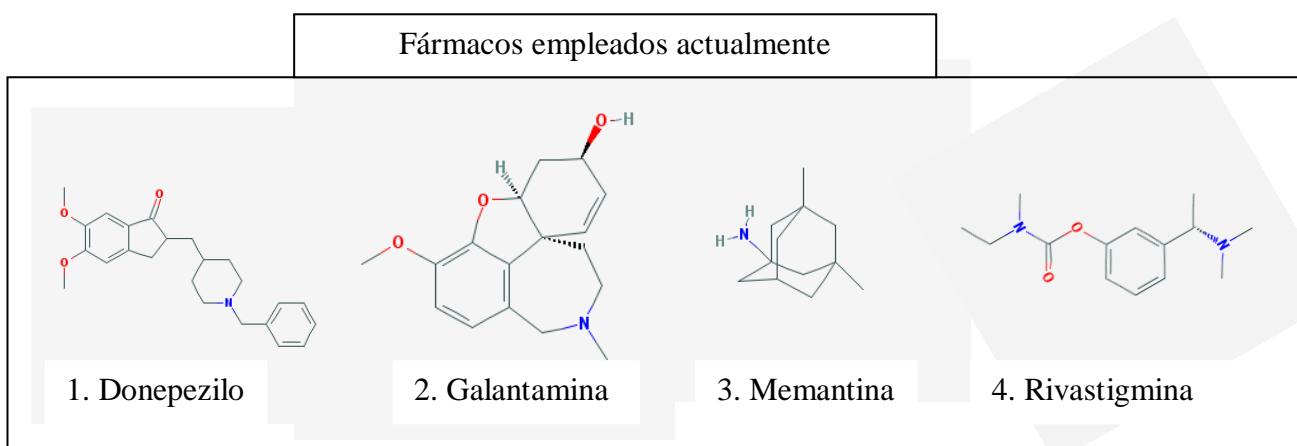 Fármacos empleados actualmente
O
O
O
N
H
O
H
O
O
N
H
H
N
N
O
O
N
1. Donepezilo
2. Galantamina
3. Memantina
4. Rivastigmina